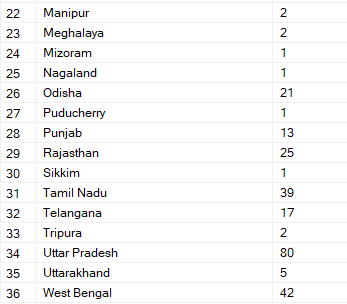 22 Manipur 2
23 Meghalaya 2
24 Mizoram 1
25 Nagaland 1
26 Odisha 21
27 Puducherry 1
28 Punjab 13
29 Rajasthan 25
30 Sikkim 1
31 Tamil Nadu 39
32 Telangana 17
33 Tripura 2
34 Uttar Pradesh 80
35 Uttarakhand 5
36 West Bengal 42